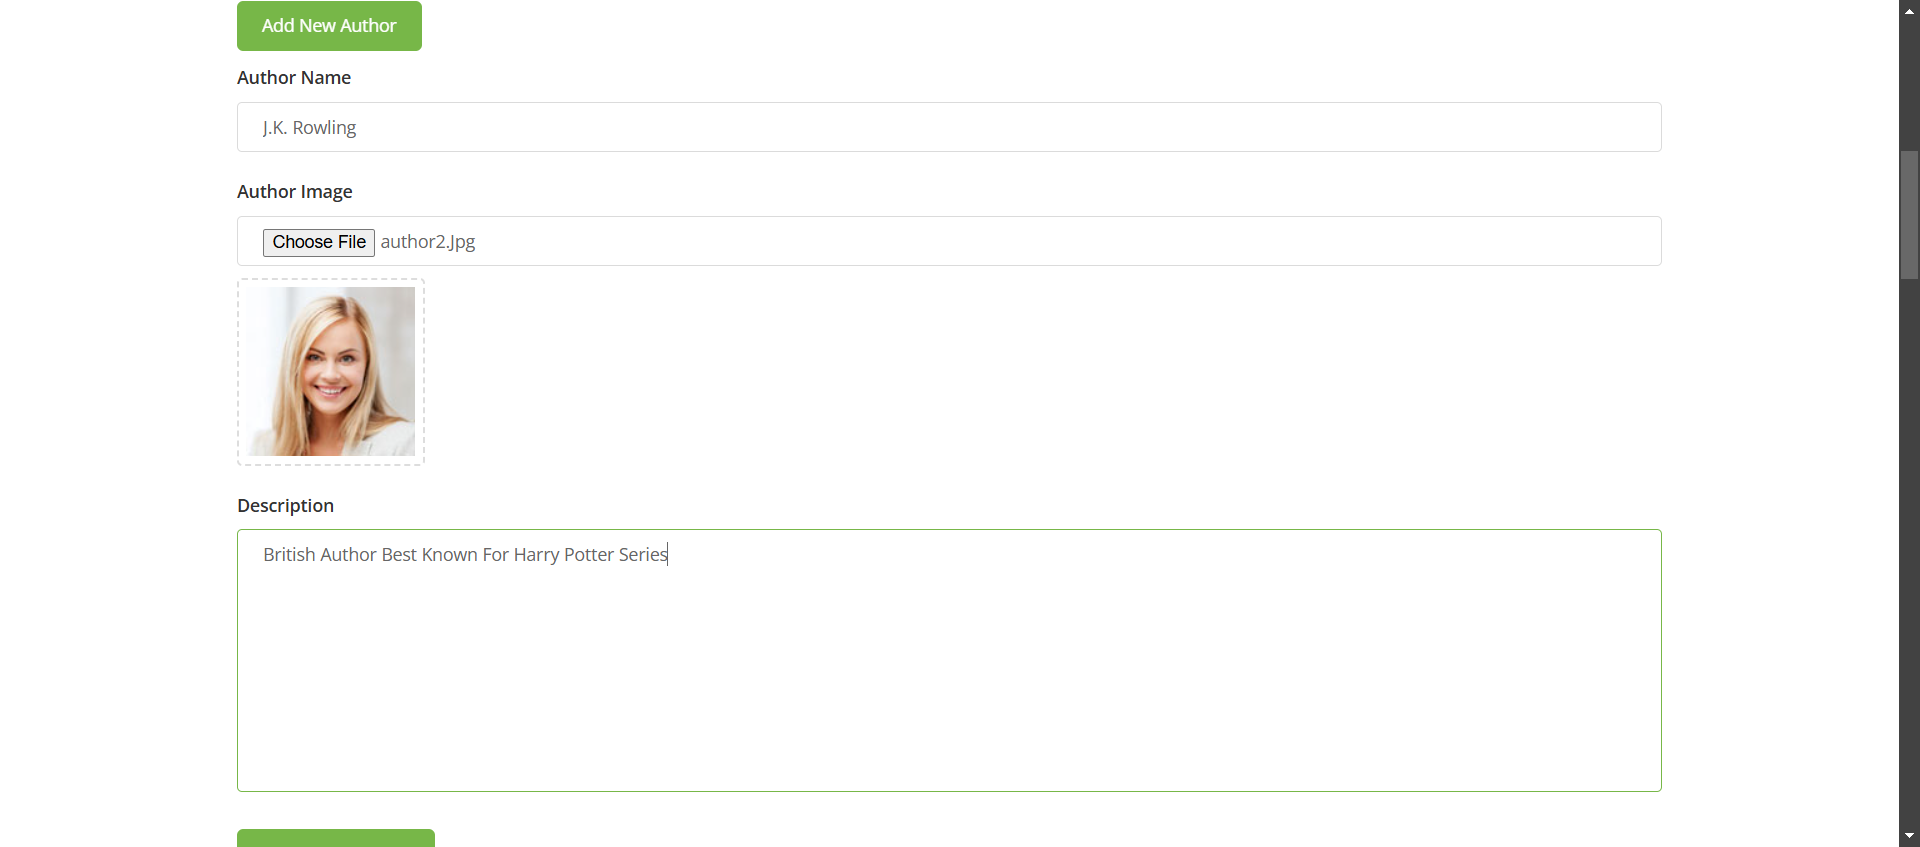 Add New Author
Author Name
J.K. Rowling
Author Image
Choose File author2.Jpg
Description
British Author Best Known For Harry Potter Series